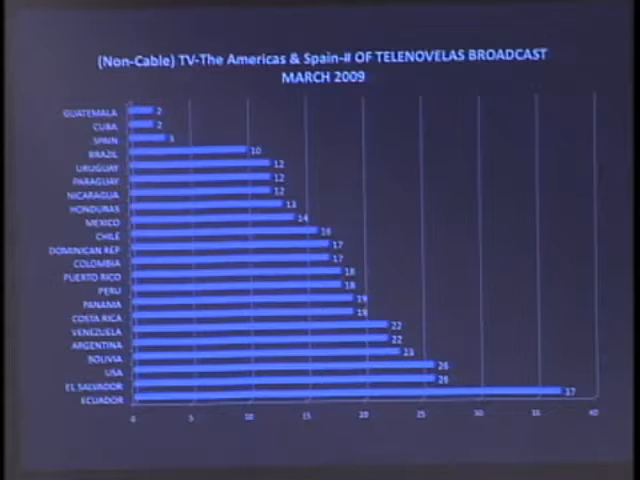 (Non-Cable) TV-The Americas & Spain-# OF TELENOVELAS BROADCAST
MARCH 2009
GUATEMALA 2
CUBA 2
SPAIN 3
BRAZIL 10
URUGUAY 12
PARAGUAY 12
NICARAGUA 12
HONDURAS 13
MEXICO 14
CHILE 16
DOMINICAN REP 17
COLOMBIA 17
PUERTO RICO 18
PERU 18
PANAMA 19
COSTA RICA 19
VENEZUELA 22
ARGENTINA 22
BOLIVIA 23
USA 26
EL SALVADOR 26
ECUADOR 37
0 5 10 15 20 25 30 35 40